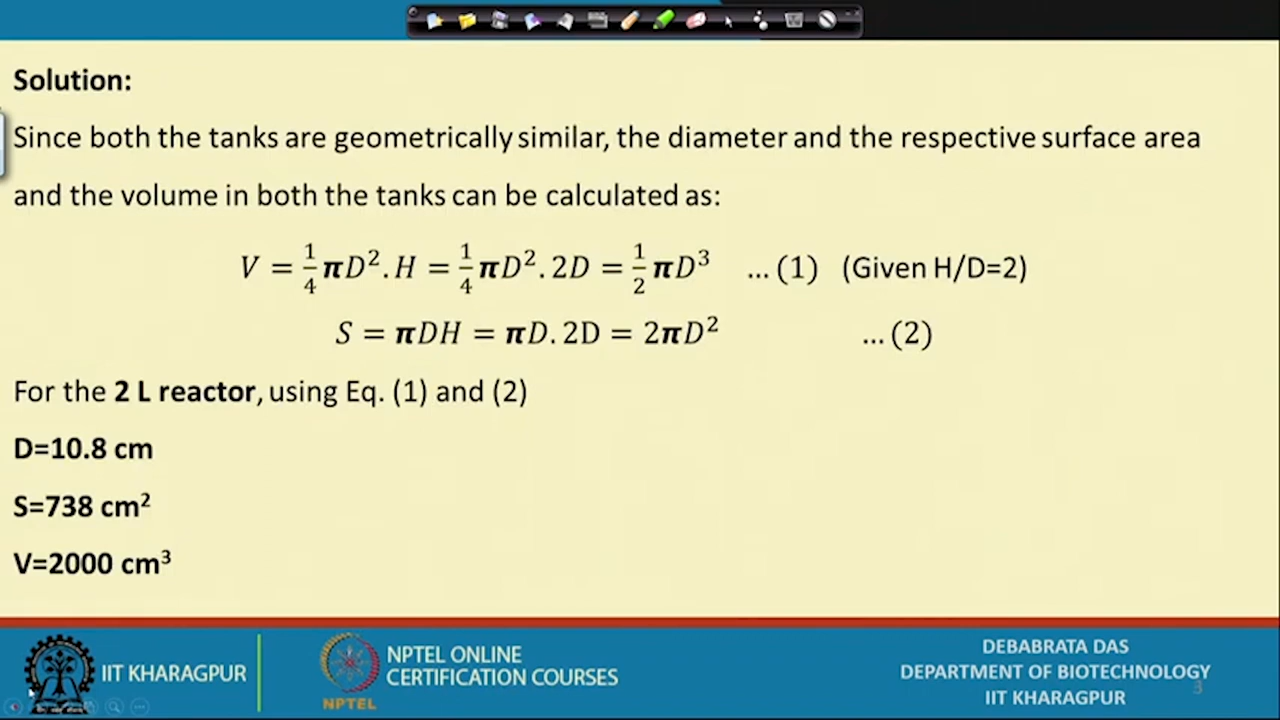 Solution:
Since both the tanks are geometrically similar, the diameter and the respective surface area
and the volume in both the tanks can be calculated as:
V = 1/4 πD². H = 1/4 πD². 2D = 1/2 πD³ ... (1) (Given H/D=2)
S = πDH = πD. 2D = 2πD² ... (2)
For the 2 L reactor, using Eq. (1) and (2)
D=10.8 cm
S=738 cm²
V=2000 cm³
IIT KHARAGPUR
NPTEL
NPTEL ONLINE
CERTIFICATION COURSES
DEBABRATA DAS
DEPARTMENT OF BIOTECHNOLOGY
IIT KHARAGPUR
3